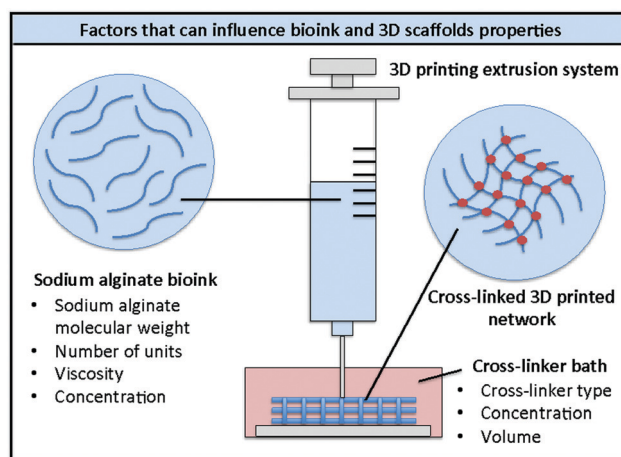 Factors that can influence bioink and 3D scaffolds properties
3D printing extrusion system
Sodium alginate bioink
• Sodium alginate
molecular weight
• Number of units
• Viscosity
• Concentration
Cross-linked 3D printed
network
Cross-linker bath
• Cross-linker type
• Concentration
• Volume